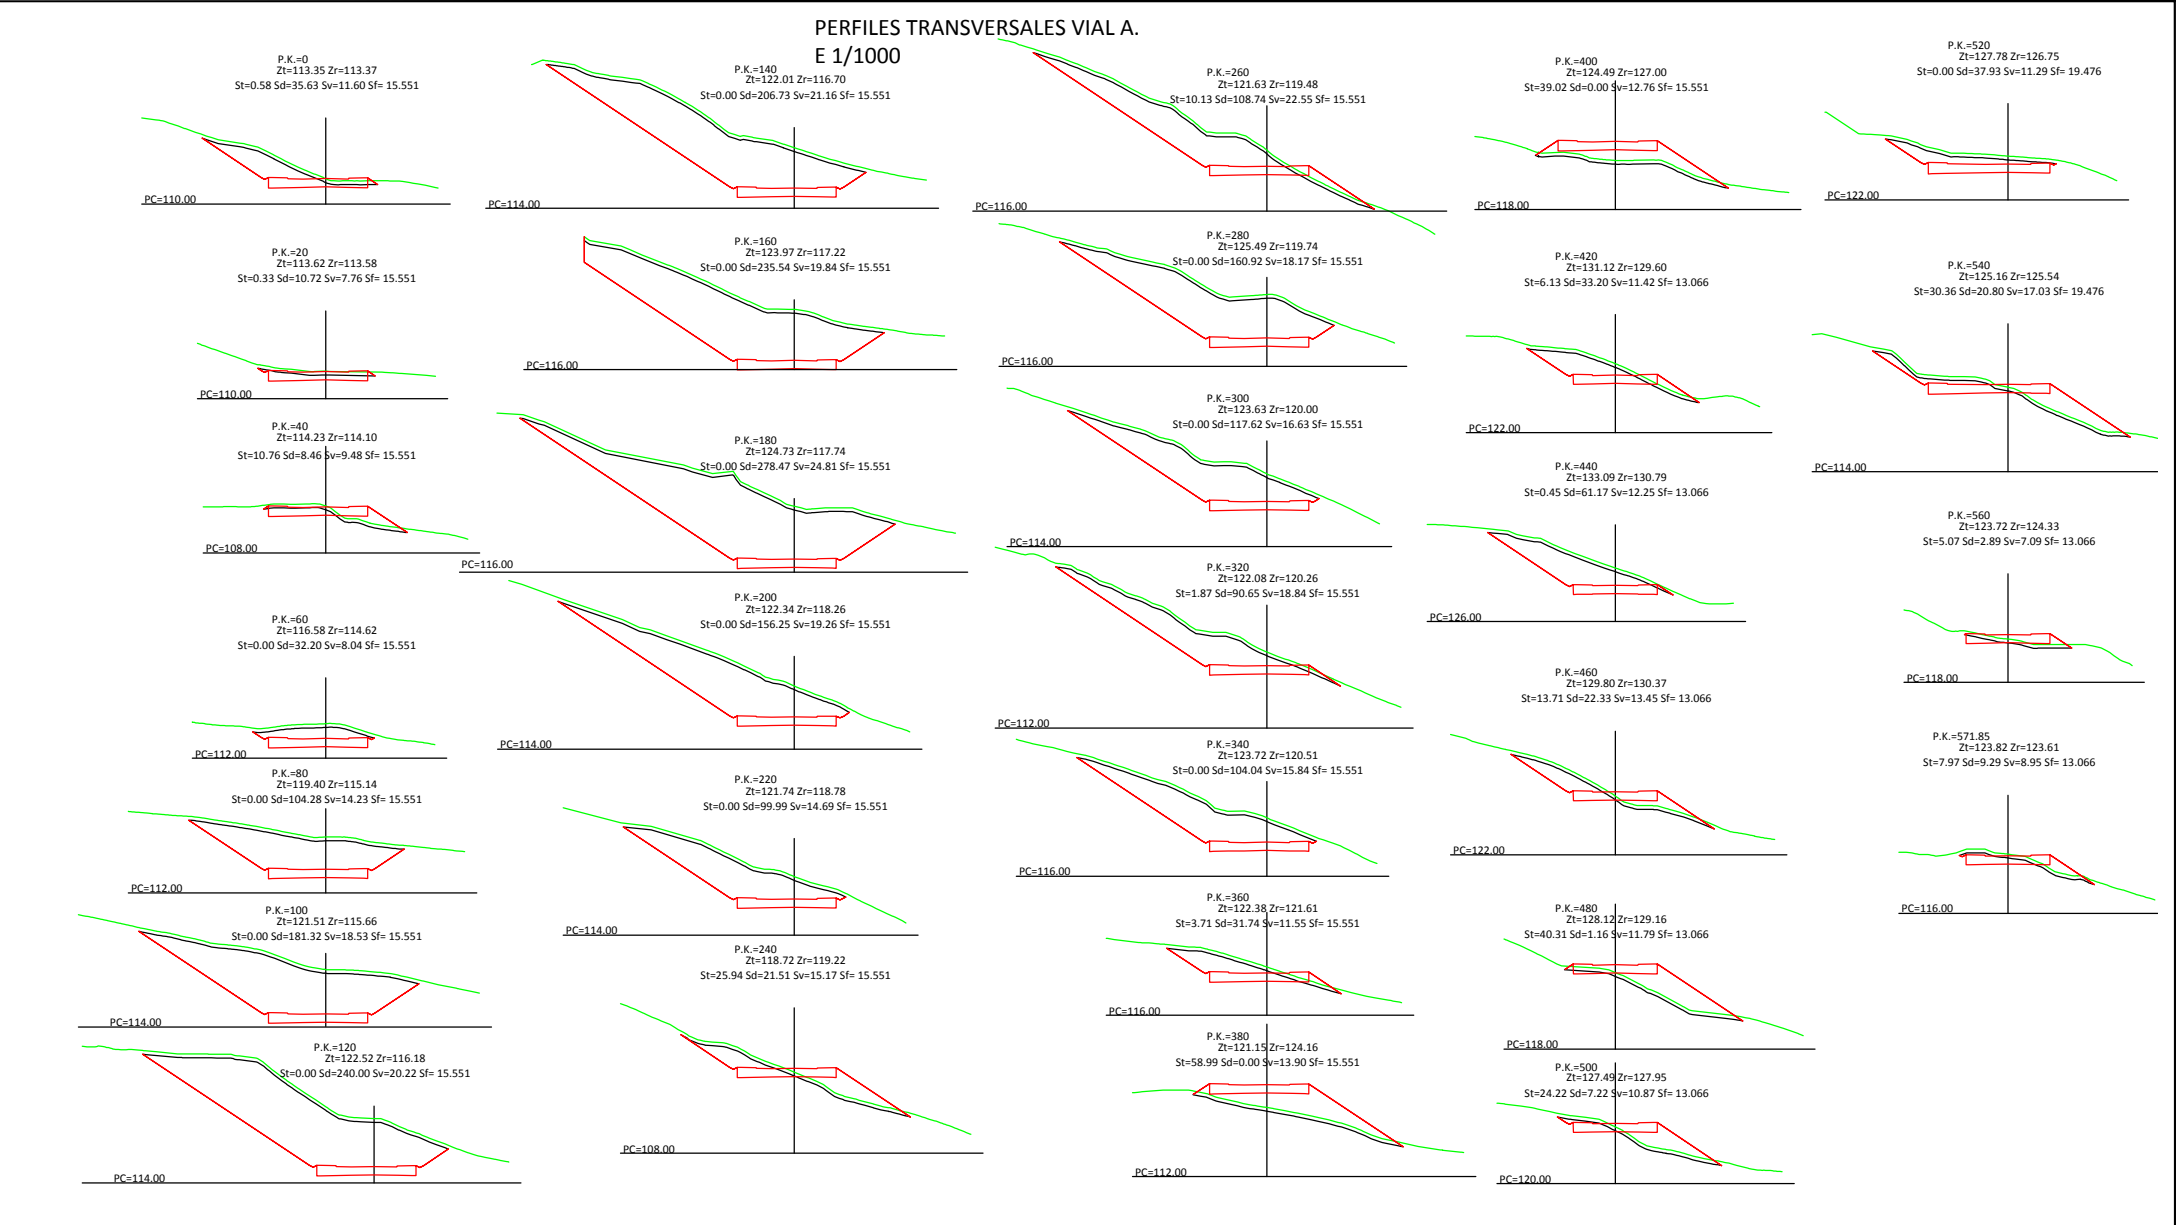 PERFILES TRANSVERSALES VIAL A.
E 1/1000
P.K.=0
Zt=113.35 Zr=113.37
St=0.58 Sd=35.63 Sv=11.60 Sf= 15.551
PC=110.00
P.K.=20
Zt=113.62 Zr=113.58
St=0.33 Sd=10.72 Sv=7.76 Sf= 15.551
PC=110.00
P.K.=40
Zt=114.23 Zr=114.10
St=10.76 Sd=8.46 Sv=9.48 Sf= 15.551
PC=108.00
P.K.=60
Zt=116.58 Zr=114.62
St=0.00 Sd=32.20 Sv=8.04 Sf= 15.551
PC=112.00
P.K.=80
Zt=119.40 Zr=115.14
St=0.00 Sd=104.28 Sv=14.23 Sf= 15.551
PC=112.00
P.K.=100
Zt=121.51 Zr=115.66
St=0.00 Sd=181.32 Sv=18.53 Sf= 15.551
PC=114.00
P.K.=120
Zt=122.52 Zr=116.18
St=0.00 Sd=240.00 Sv=20.22 Sf= 15.551
PC=114.00
P.K.=140
Zt=122.01 Zr=116.70
St=0.00 Sd=206.73 Sv=21.16 Sf= 15.551
PC=114.00
P.K.=160
Zt=123.97 Zr=117.22
St=0.00 Sd=235.54 Sv=19.84 Sf= 15.551
PC=116.00
P.K.=180
Zt=124.73 Zr=117.74
St=0.00 Sd=278.47 Sv=24.81 Sf= 15.551
PC=116.00
P.K.=200
Zt=122.34 Zr=118.26
St=0.00 Sd=156.25 Sv=19.26 Sf= 15.551
PC=114.00
P.K.=220
Zt=121.74 Zr=118.78
St=0.00 Sd=99.99 Sv=14.69 Sf= 15.551
PC=114.00
P.K.=240
Zt=118.72 Zr=119.22
St=25.94 Sd=21.51 Sv=15.17 Sf= 15.551
PC=108.00
P.K.=260
Zt=121.63 Zr=119.48
St=10.13 Sd=108.74 Sv=22.55 Sf= 15.551
PC=116.00
P.K.=280
Zt=125.49 Zr=119.74
St=0.00 Sd=160.92 Sv=18.17 Sf= 15.551
PC=116.00
P.K.=300
Zt=123.63 Zr=120.00
St=0.00 Sd=117.62 Sv=16.63 Sf= 15.551
PC=114.00
P.K.=320
Zt=122.08 Zr=120.26
St=1.87 Sd=90.65 Sv=18.84 Sf= 15.551
PC=112.00
P.K.=340
Zt=123.72 Zr=120.51
St=0.00 Sd=104.04 Sv=15.84 Sf= 15.551
PC=116.00
P.K.=360
Zt=122.38 Zr=121.61
St=3.71 Sd=31.74 Sv=11.55 Sf= 15.551
PC=116.00
P.K.=380
Zt=121.15 Zr=124.16
St=58.99 Sd=0.00 Sv=13.90 Sf= 15.551
PC=112.00
P.K.=400
Zt=124.49 Zr=127.00
St=39.02 Sd=0.00 Sv=12.76 Sf= 15.551
PC=118.00
P.K.=420
Zt=131.12 Zr=129.60
St=6.13 Sd=33.20 Sv=11.42 Sf= 13.066
PC=122.00
P.K.=440
Zt=133.09 Zr=130.79
St=0.45 Sd=61.17 Sv=12.25 Sf= 13.066
PC=126.00
P.K.=460
Zt=129.80 Zr=130.37
St=13.71 Sd=22.33 Sv=13.45 Sf= 13.066
PC=122.00
P.K.=480
Zt=128.12 Zr=129.16
St=40.31 Sd=1.16 Sv=11.79 Sf= 13.066
PC=118.00
P.K.=500
Zt=127.49 Zr=127.95
St=24.22 Sd=7.22 Sv=10.87 Sf= 13.066
PC=120.00
P.K.=520
Zt=127.78 Zr=126.75
St=0.00 Sd=37.93 Sv=11.29 Sf= 19.476
PC=122.00
P.K.=540
Zt=125.16 Zr=125.54
St=30.36 Sd=20.80 Sv=17.03 Sf= 19.476
PC=114.00
P.K.=560
Zt=123.72 Zr=124.33
St=5.07 Sd=2.89 Sv=7.09 Sf= 13.066
PC=118.00
P.K.=571.85
Zt=123.82 Zr=123.61
St=7.97 Sd=9.29 Sv=8.95 Sf= 13.066
PC=116.00